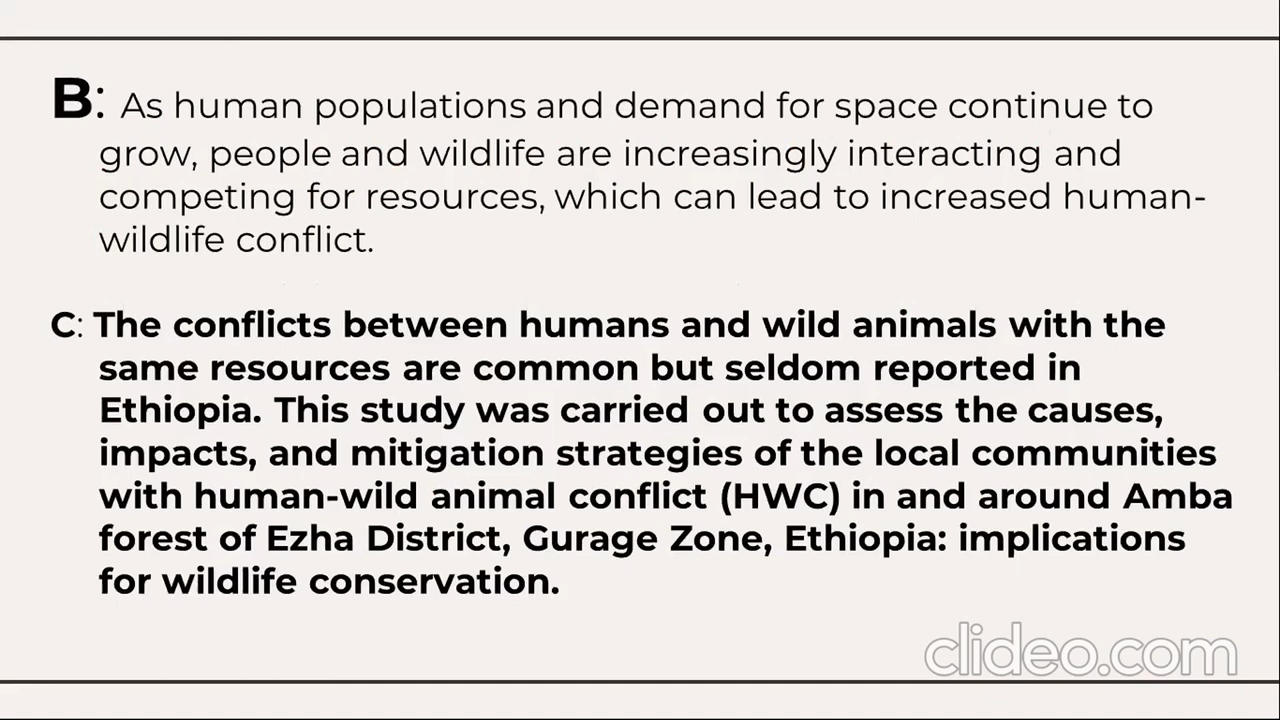 B: As human populations and demand for space continue to
grow, people and wildlife are increasingly interacting and
competing for resources, which can lead to increased human-
wildlife conflict.
C: The conflicts between humans and wild animals with the
same resources are common but seldom reported in
Ethiopia. This study was carried out to assess the causes,
impacts, and mitigation strategies of the local communities
with human-wild animal conflict (HWC) in and around Amba
forest of Ezha District, Gurage Zone, Ethiopia: implications
for wildlife conservation.
clideo.com